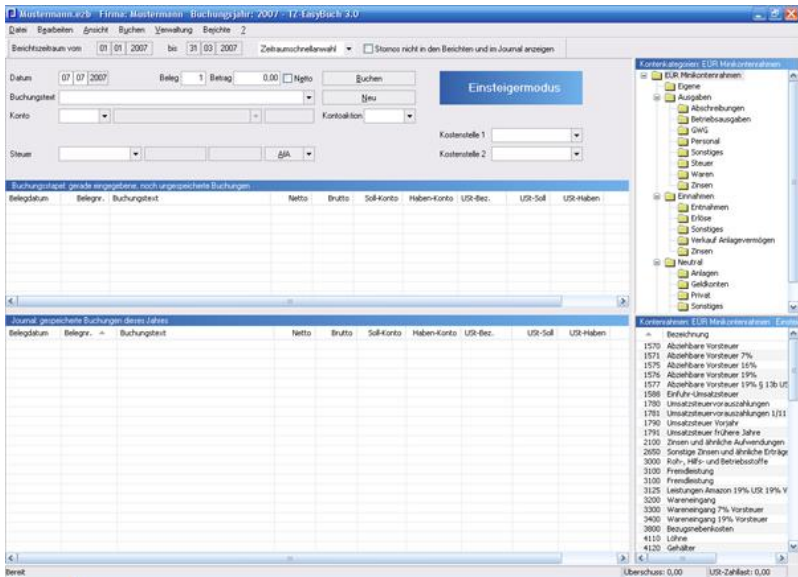 Mustermann.ezb Firma: Mustermann Buchungsjahr: 2007 - TZ-EasyBuch 3.0
Datei Bearbeiten Ansicht Buchen Verwaltung Berichte ?
Berichtszeitraum vom 01 01 2007 bis 31 03 2007 Zeitraumschnellanwahl Stornos nicht in den Berichten und im Journal anzeigen
Datum 07 07 2007 Beleg 1 Betrag 0,00 Netto Buchen
Buchungstext Neu
Einsteigermodus
Konto Kontoaktion
Kostenstelle 1
Steuer AfA Kostenstelle 2
Buchungsstapel: gerade eingegebene, noch ungespeicherte Buchungen
Belegdatum Belegnr. Buchungstext Netto Brutto Soll-Konto Haben-Konto USt-Bez. USt-Soll USt-Haben
Journal: gespeicherte Buchungen dieses Jahres
Belegdatum Belegnr. Buchungstext Netto Brutto Soll-Konto Haben-Konto USt-Bez. USt-Soll USt-Haben
Kontenkategorien: EÜR Minikontenrahmen
EÜR Minikontenrahmen
Eigene
Ausgaben
Abschreibungen
Betriebsausgaben
GWG
Personal
Sonstiges
Steuer
Waren
Zinsen
Einnahmen
Entnahmen
Erlöse
Sonstiges
Verkauf Anlagevermögen
Zinsen
Neutral
Anlagen
Geldkonten
Privat
Sonstiges
Kontenrahmen: EÜR Minikontenrahmen Einste
Bezeichnung
1570 Abziehbare Vorsteuer
1571 Abziehbare Vorsteuer 7%
1575 Abziehbare Vorsteuer 16%
1576 Abziehbare Vorsteuer 19%
1577 Abziehbare Vorsteuer 19% § 13b US
1588 Einfuhr-Umsatzsteuer
1780 Umsatzsteuervorauszahlungen
1781 Umsatzsteuervorauszahlungen 1/11
1790 Umsatzsteuer Vorjahr
1791 Umsatzsteuer frühere Jahre
2100 Zinsen und ähnliche Aufwendungen
2650 Sonstige Zinsen und ähnliche Erträge
3000 Roh-, Hilfs- und Betriebsstoffe
3100 Fremdleistung
3100 Fremdleistung
3125 Leistungen Amazon 19% USt 19% V
3200 Wareneingang
3300 Wareneingang 7% Vorsteuer
3400 Wareneingang 19% Vorsteuer
3800 Bezugsnebenkosten
4110 Löhne
4120 Gehälter
Bereit Überschuss: 0,00 USt-Zahllast: 0,00